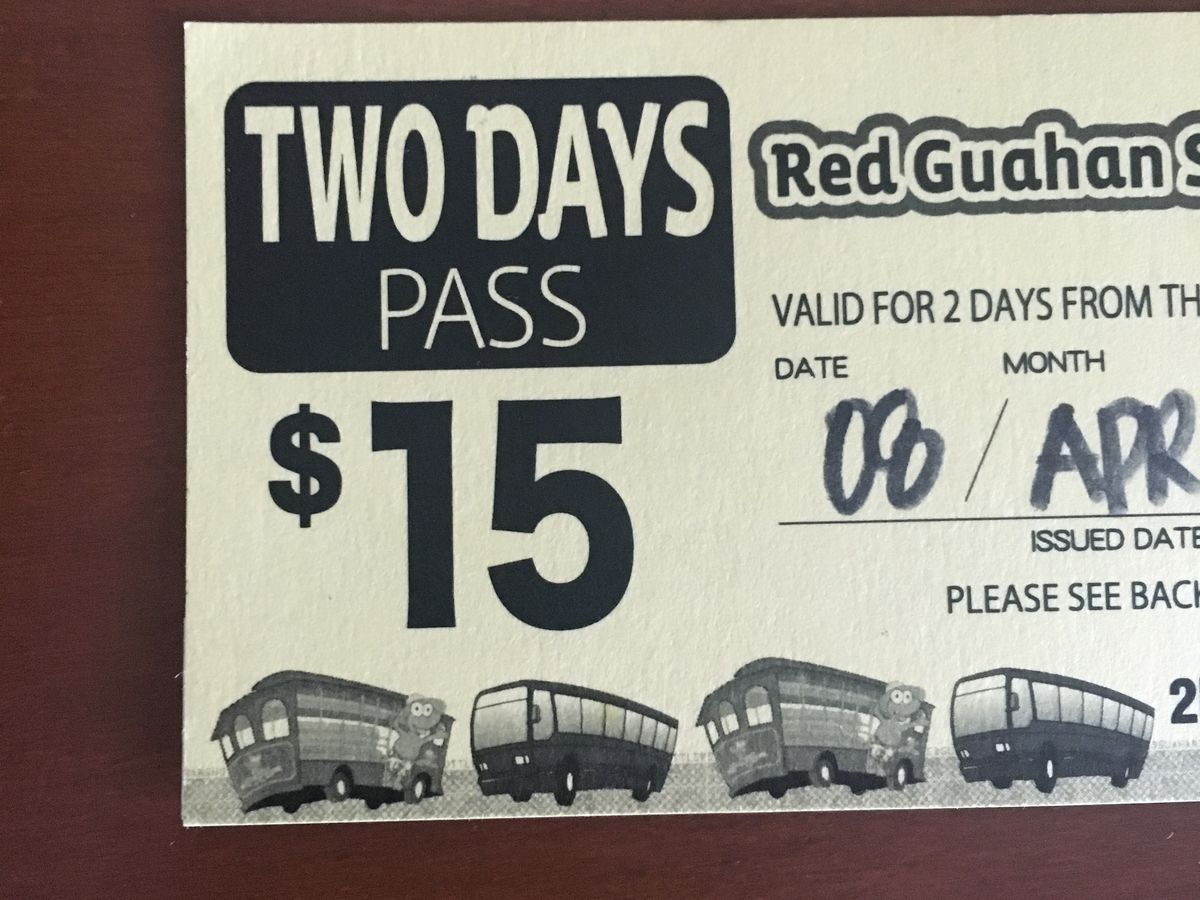 TWO DAYS
PASS
$15
Red Guahan S
VALID FOR 2 DAYS FROM TH
DATE MONTH
08 / APR
ISSUED DATE
PLEASE SEE BACK